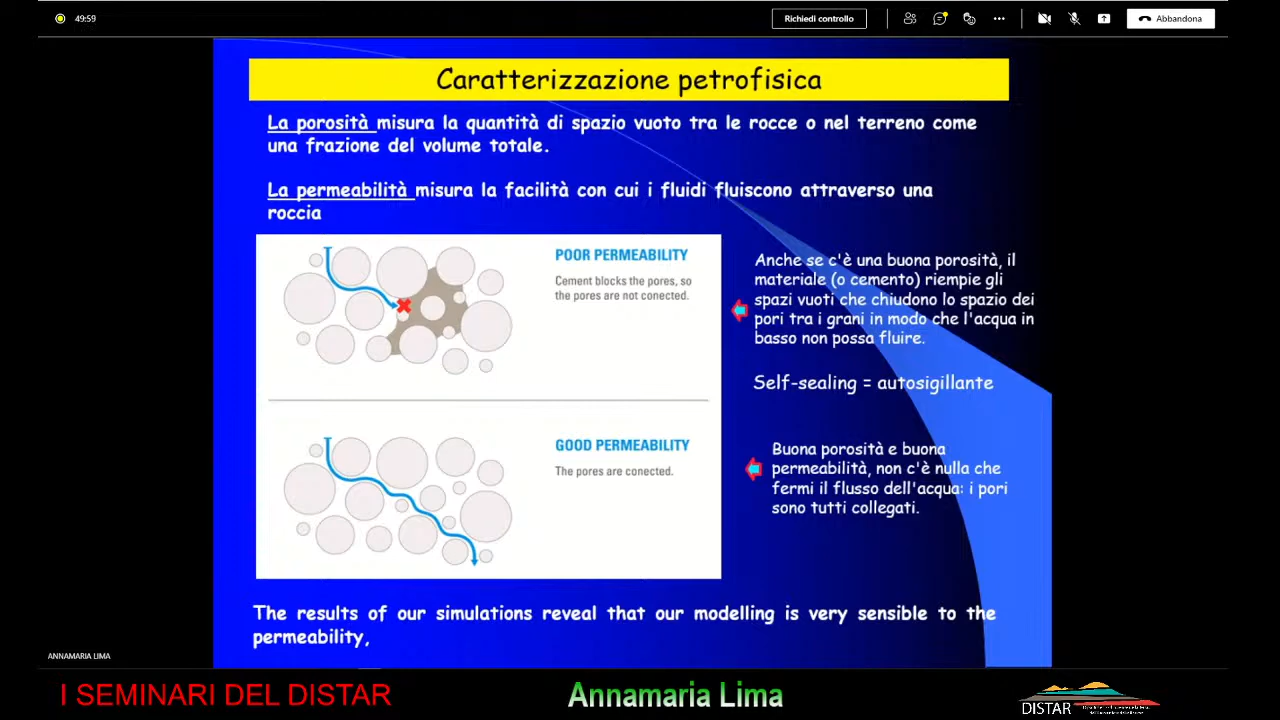 49:59
Richiedi controllo
Abbandona
Caratterizzazione petrofisica
La porosità misura la quantità di spazio vuoto tra le rocce o nel terreno come
una frazione del volume totale.
La permeabilità misura la facilità con cui i fluidi fluiscono attraverso una
roccia
POOR PERMEABILITY
Cement blocks the pores, so
the pores are not conected.
Anche se c'è una buona porosità, il
materiale (o cemento) riempie gli
spazi vuoti che chiudono lo spazio dei
pori tra i grani in modo che l'acqua in
basso non possa fluire.
Self-sealing = autosigillante
GOOD PERMEABILITY
The pores are conected.
Buona porosità e buona
permeabilità, non c'è nulla che
fermi il flusso dell'acqua: i pori
sono tutti collegati.
The results of our simulations reveal that our modelling is very sensible to the
permeability,
ANNAMARIA LIMA
I SEMINARI DEL DISTAR
Annamaria Lima
DISTAR